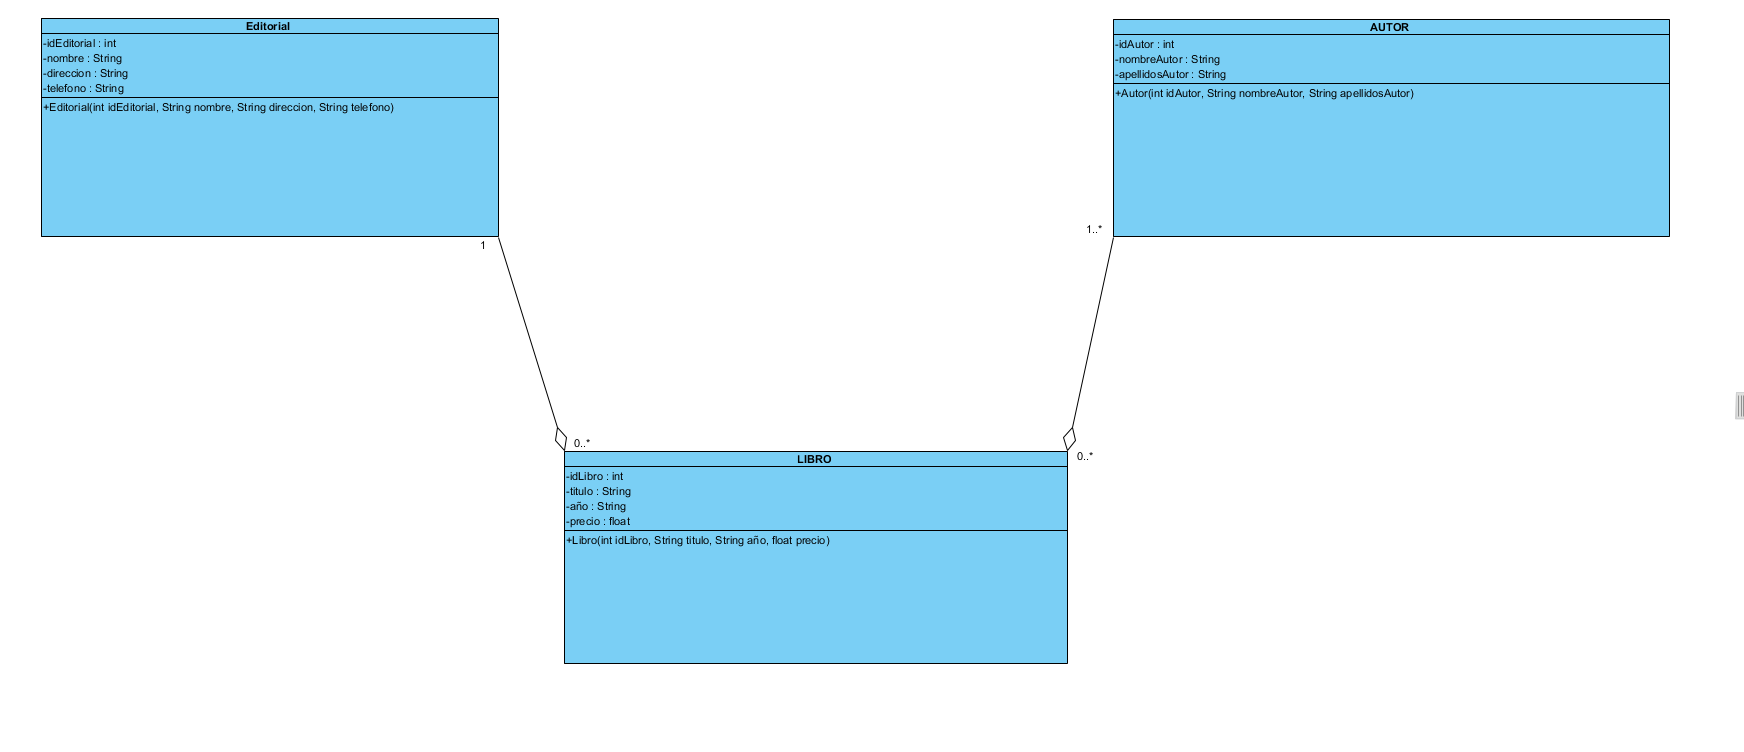 Editorial
-idEditorial : int
-nombre : String
-direccion : String
-telefono : String
+Editorial(int idEditorial, String nombre, String direccion, String telefono)
1
AUTOR
-idAutor : int
-nombreAutor : String
-apellidosAutor : String
+Autor(int idAutor, String nombreAutor, String apellidosAutor)
1..*
0..*
0..*
LIBRO
-idLibro : int
-titulo : String
-año : String
-precio : float
+Libro(int idLibro, String titulo, String año, float precio)